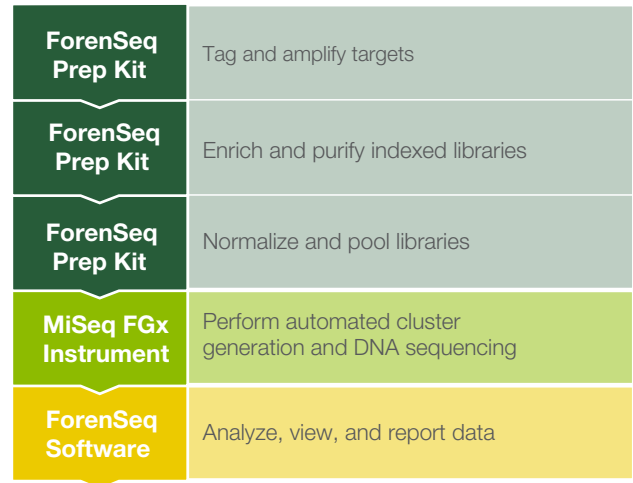 ForenSeq
Prep Kit
Tag and amplify targets
ForenSeq
Prep Kit
Enrich and purify indexed libraries
ForenSeq
Prep Kit
Normalize and pool libraries
MiSeq FGx
Instrument
Perform automated cluster
generation and DNA sequencing
ForenSeq
Software
Analyze, view, and report data